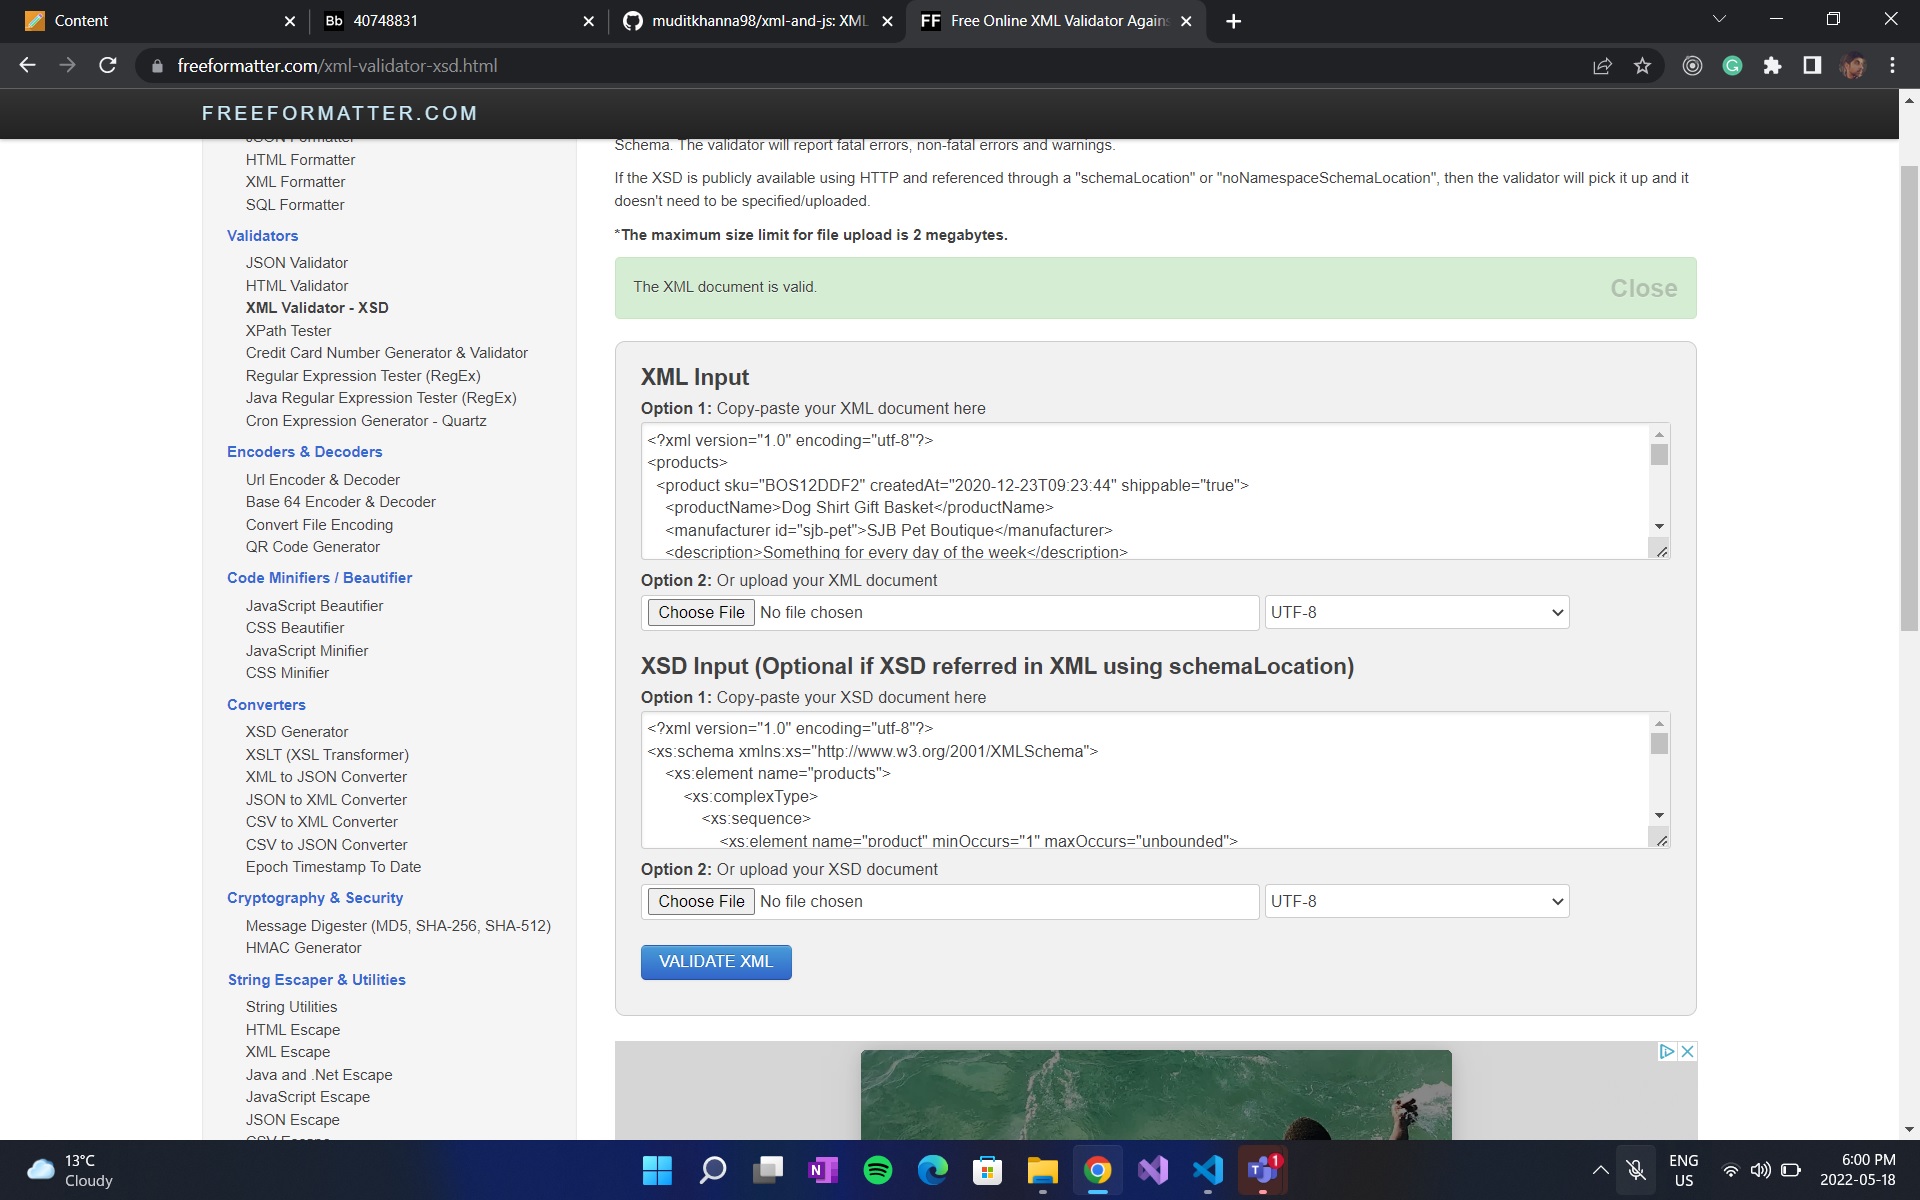 Content
Bb 40748831
muditkhanna98/xml-and-js: XML
FF Free Online XML Validator Agains
freeformatter.com/xml-validator-xsd.html
FREEFORMATTER.COM
JSON Formatter
HTML Formatter
XML Formatter
SQL Formatter
Validators
JSON Validator
HTML Validator
XML Validator - XSD
XPath Tester
Credit Card Number Generator & Validator
Regular Expression Tester (RegEx)
Java Regular Expression Tester (RegEx)
Cron Expression Generator - Quartz
Encoders & Decoders
Url Encoder & Decoder
Base 64 Encoder & Decoder
Convert File Encoding
QR Code Generator
Code Minifiers / Beautifier
JavaScript Beautifier
CSS Beautifier
JavaScript Minifier
CSS Minifier
Converters
XSD Generator
XSLT (XSL Transformer)
XML to JSON Converter
JSON to XML Converter
CSV to XML Converter
CSV to JSON Converter
Epoch Timestamp To Date
Cryptography & Security
Message Digester (MD5, SHA-256, SHA-512)
HMAC Generator
String Escaper & Utilities
String Utilities
HTML Escape
XML Escape
Java and .Net Escape
JavaScript Escape
JSON Escape
CSV Escape
Schema. The validator will report fatal errors, non-fatal errors and warnings.
If the XSD is publicly available using HTTP and referenced through a "schemaLocation" or "noNamespaceSchemaLocation", then the validator will pick it up and it
doesn't need to be specified/uploaded.
*The maximum size limit for file upload is 2 megabytes.
The XML document is valid.
Close
XML Input
Option 1: Copy-paste your XML document here
<?xml version="1.0" encoding="utf-8"?>
<products>
<product sku="BOS12DDF2" createdAt="2020-12-23T09:23:44" shippable="true">
<productName>Dog Shirt Gift Basket</productName>
<manufacturer id="sjb-pet">SJB Pet Boutique</manufacturer>
<description>Something for every day of the week</description>
Option 2: Or upload your XML document
Choose File No file chosen
UTF-8
XSD Input (Optional if XSD referred in XML using schemaLocation)
Option 1: Copy-paste your XSD document here
<?xml version="1.0" encoding="utf-8"?>
<xs:schema xmlns:xs="http://www.w3.org/2001/XMLSchema">
<xs:element name="products">
<xs:complexType>
<xs:sequence>
<xs:element name="product" minOccurs="1" maxOccurs="unbounded">
Option 2: Or upload your XSD document
Choose File No file chosen
UTF-8
VALIDATE XML
13°C
Cloudy
N
T
1
ENG
US
6:00 PM
2022-05-18